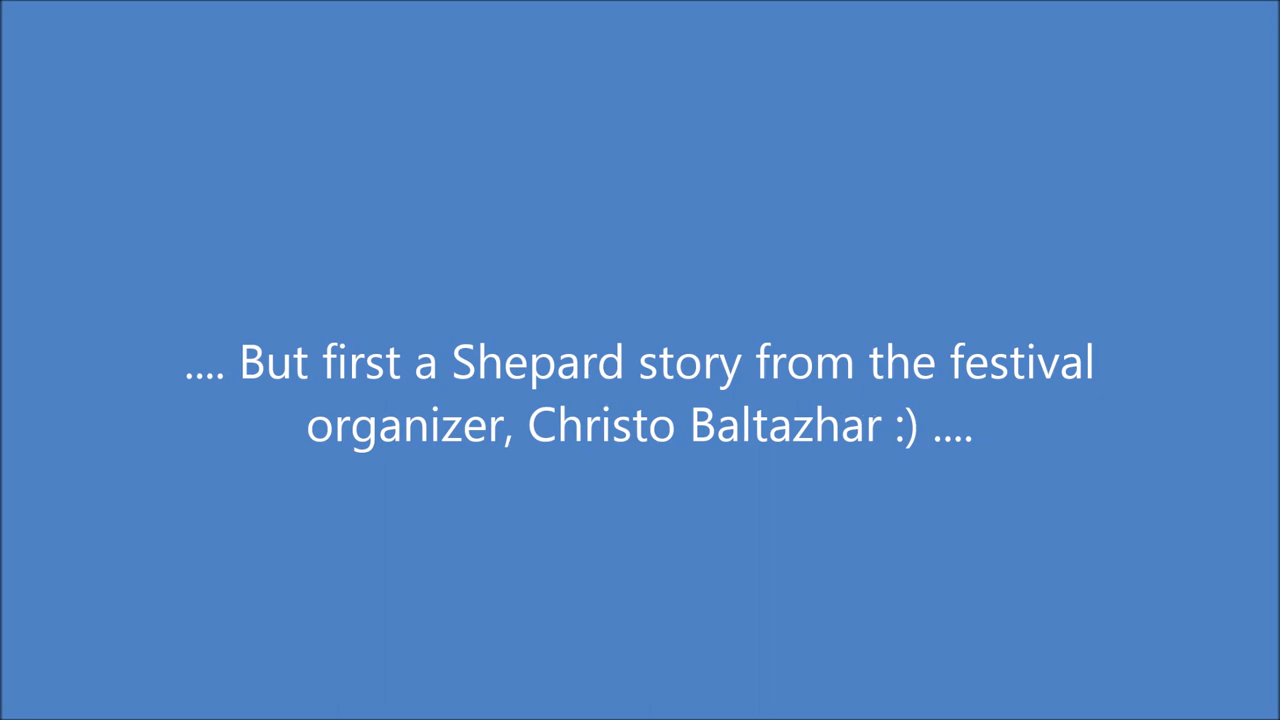 .... But first a Shepard story from the festival
organizer, Christo Baltazhar :) ....